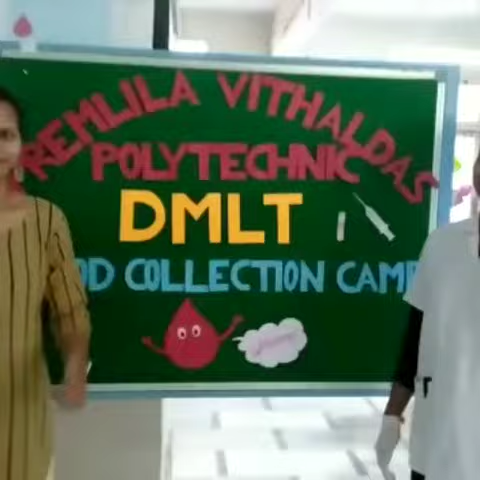 REMLILA VITHALDAS
POLYTECHNIC
DMLT
OD COLLECTION CAMP